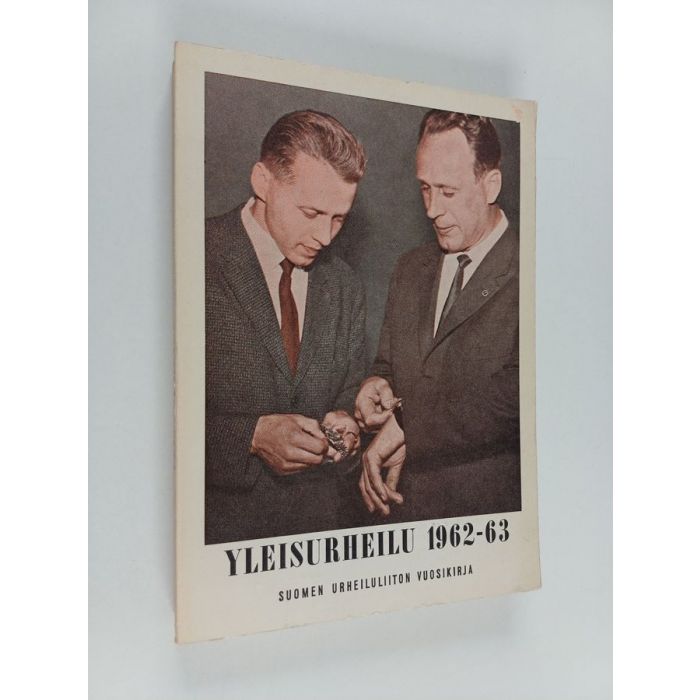 YLEISURHEILU 1962-63
SUOMEN URHEILULIITON VUOSIKIRJA